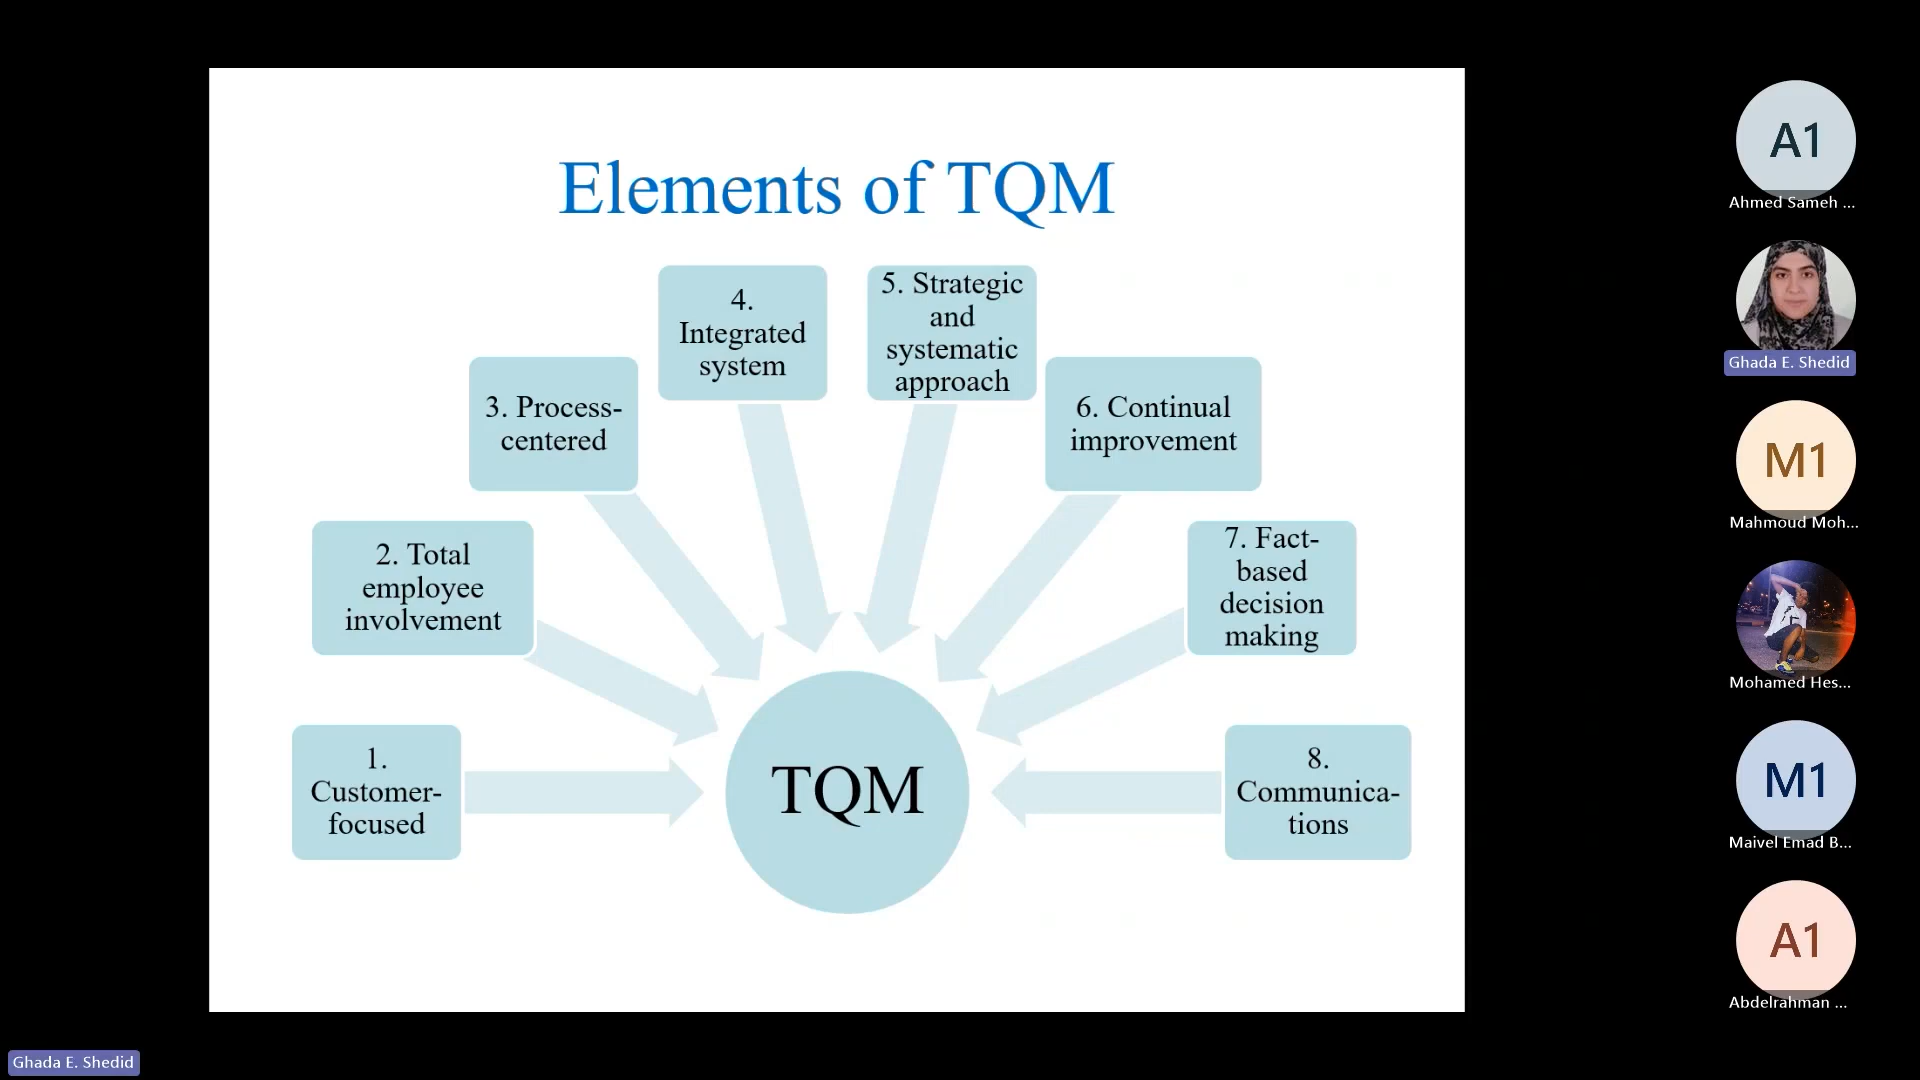 Elements of TQM
1.
Customer-
focused
2. Total
employee
involvement
3. Process-
centered
4.
Integrated
system
5. Strategic
and
systematic
approach
6. Continual
improvement
7. Fact-
based
decision
making
8.
Communica-
tions
TQM
A1
Ahmed Sameh ...
Ghada E. Shedid
M1
Mahmoud Moh...
Mohamed Hes...
M1
Maivel Emad B...
A1
Abdelrahman ...
Ghada E. Shedid